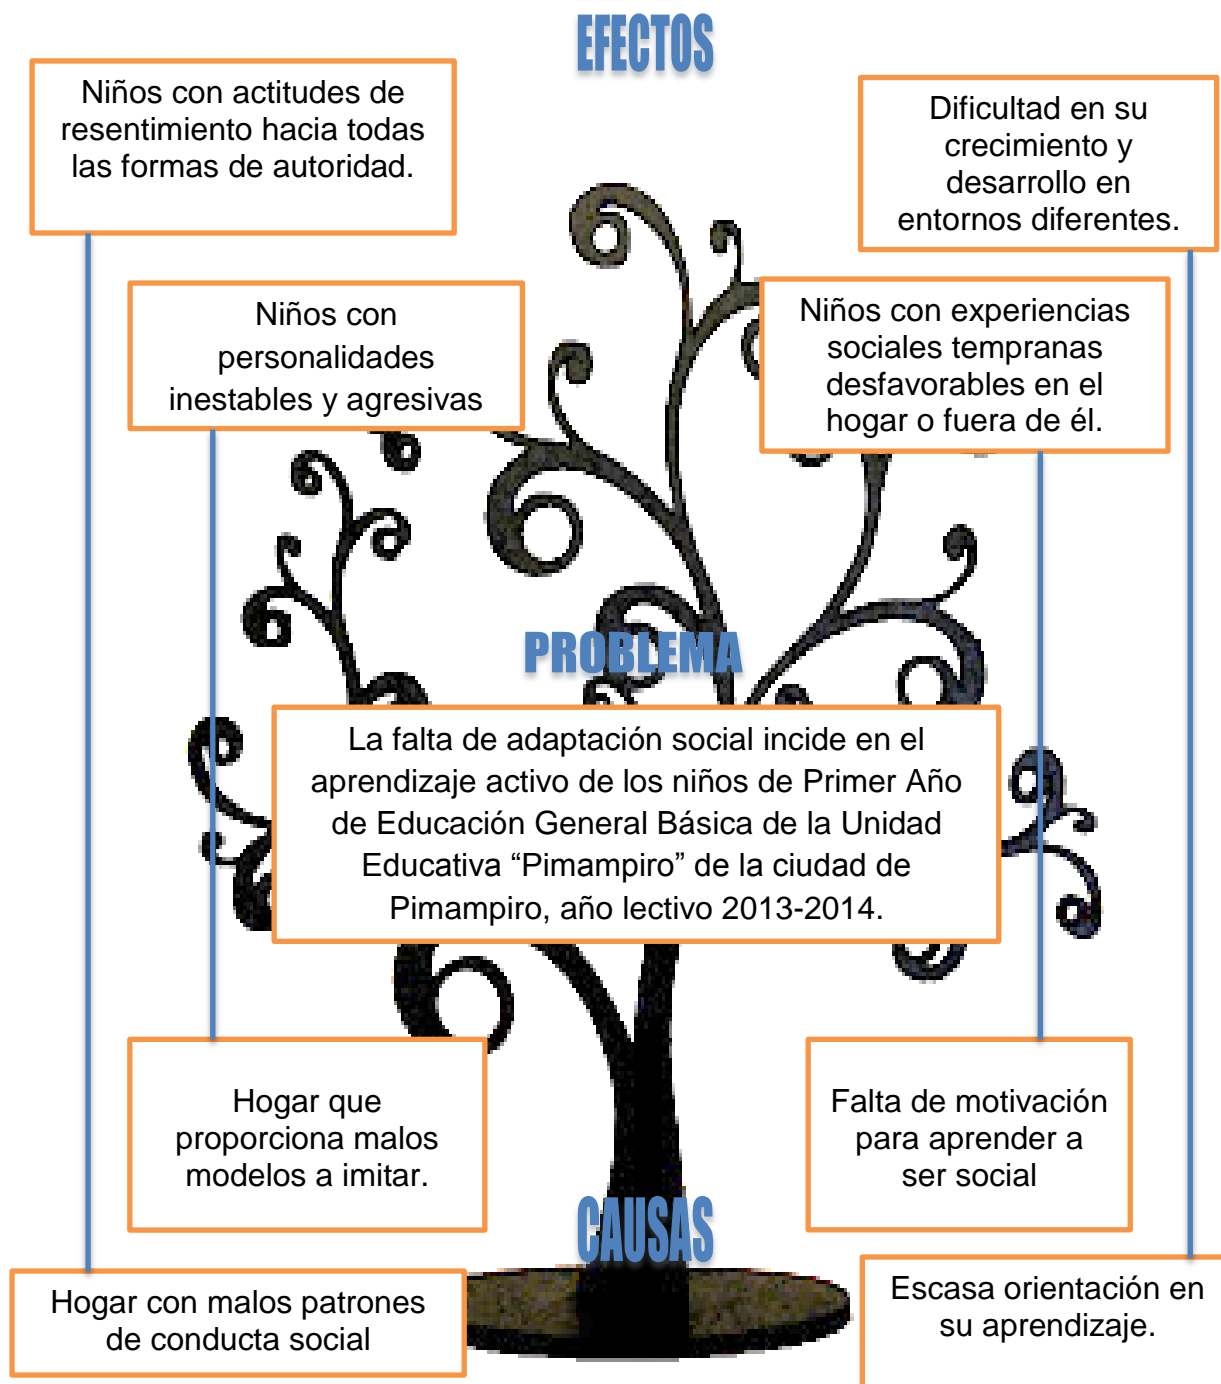 EFECTOS
Niños con actitudes de
resentimiento hacia todas
las formas de autoridad.
Dificultad en su
crecimiento y
desarrollo en
entornos diferentes.
Niños con
personalidades
inestables y agresivas
Niños con experiencias
sociales tempranas
desfavorables en el
hogar o fuera de él.
PROBLEMA
La falta de adaptación social incide en el
aprendizaje activo de los niños de Primer Año
de Educación General Básica de la Unidad
Educativa “Pimampiro” de la ciudad de
Pimampiro, año lectivo 2013-2014.
Hogar que
proporciona malos
modelos a imitar.
Falta de motivación
para aprender a
ser social
CAUSAS
Hogar con malos patrones
de conducta social
Escasa orientación en
su aprendizaje.